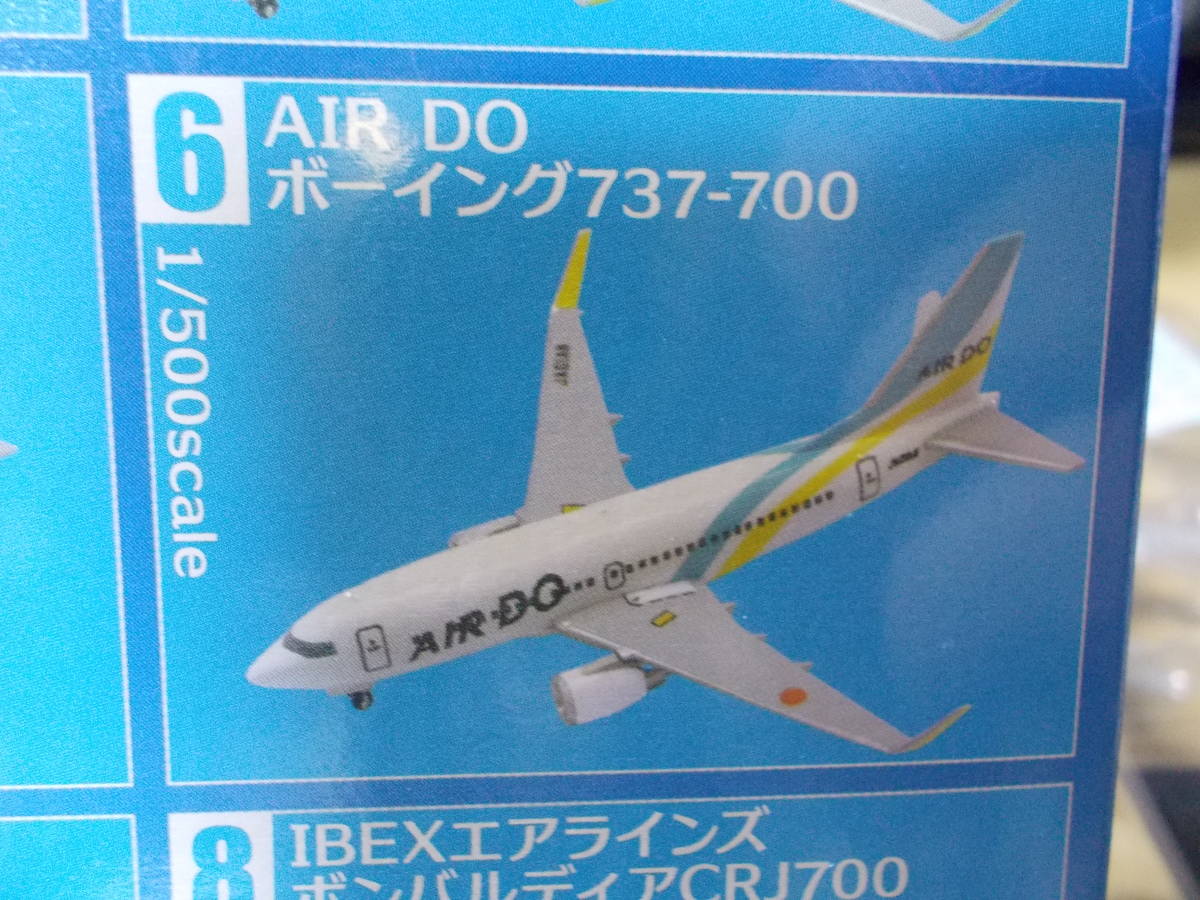 6
AIR DO
ボーイング737-700
1/500scale
AIR DO
AIR DO
8
IBEXエアラインズ
ボンバルディアCRJ700